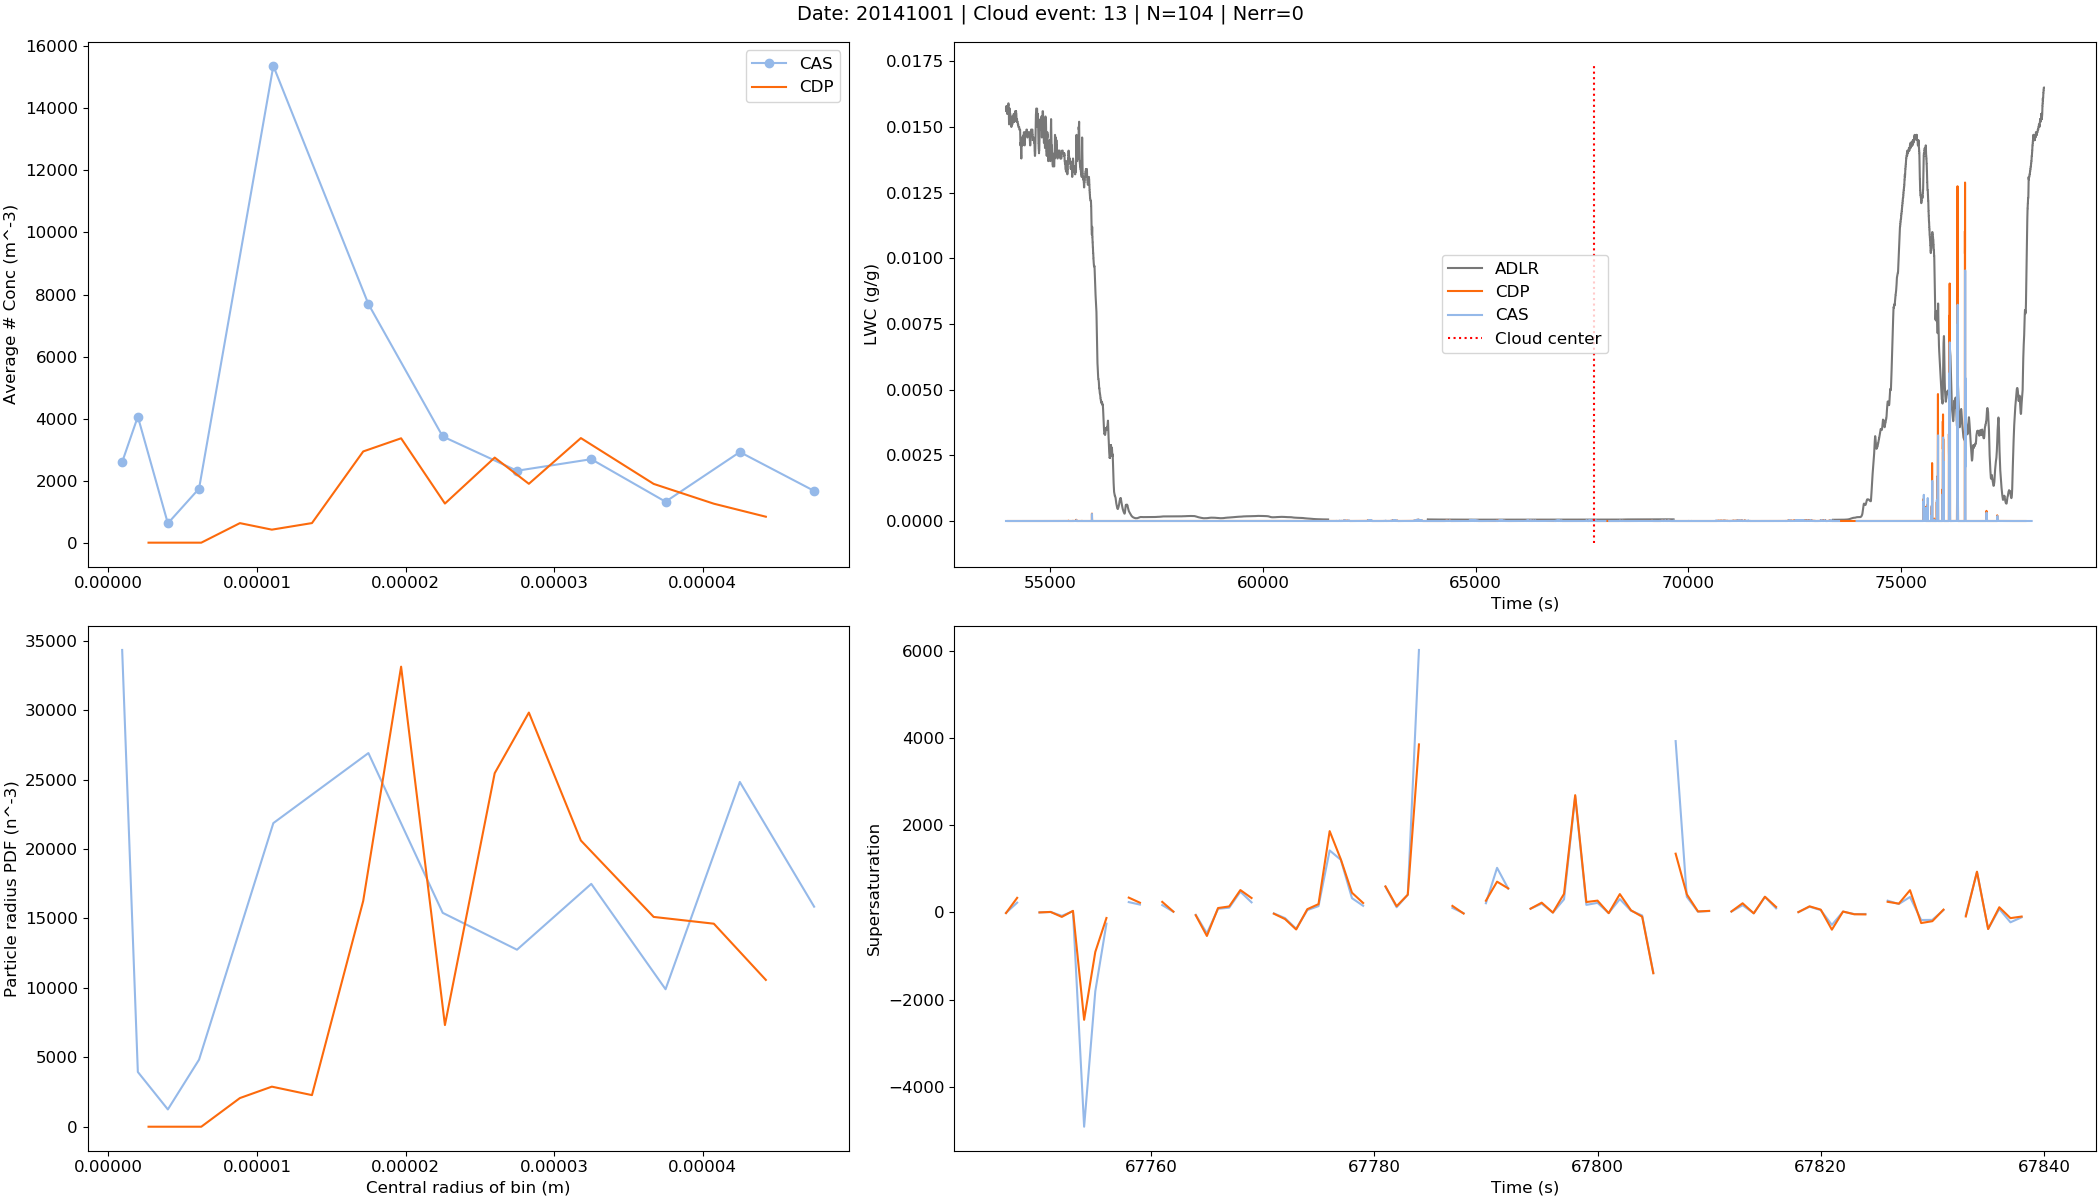 Date: 20141001 | Cloud event: 13 | N=104 | Nerr=0
Average # Conc (m^-3)
16000
14000
12000
10000
8000
6000
4000
2000
0
CAS
CDP
0.00000 0.00001 0.00002 0.00003 0.00004
LWC (g/g)
0.0175
0.0150
0.0125
0.0100
0.0075
0.0050
0.0025
0.0000
ADLR
CDP
CAS
Cloud center
55000 60000 65000 70000 75000
Time (s)
Particle radius PDF (n^-3)
35000
30000
25000
20000
15000
10000
5000
0
0.00000 0.00001 0.00002 0.00003 0.00004
Central radius of bin (m)
Supersaturation
6000
4000
2000
0
−2000
−4000
67760 67780 67800 67820 67840
Time (s)